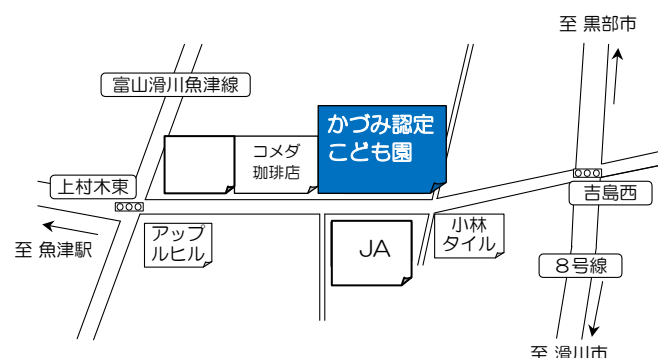 至 黒部市
富山滑川魚津線
かづみ認定
こども園
コメダ
珈琲店
上村木東
吉島西
至 魚津駅
アップ
ルヒル
JA
小林
タイル
８号線
至 滑川市